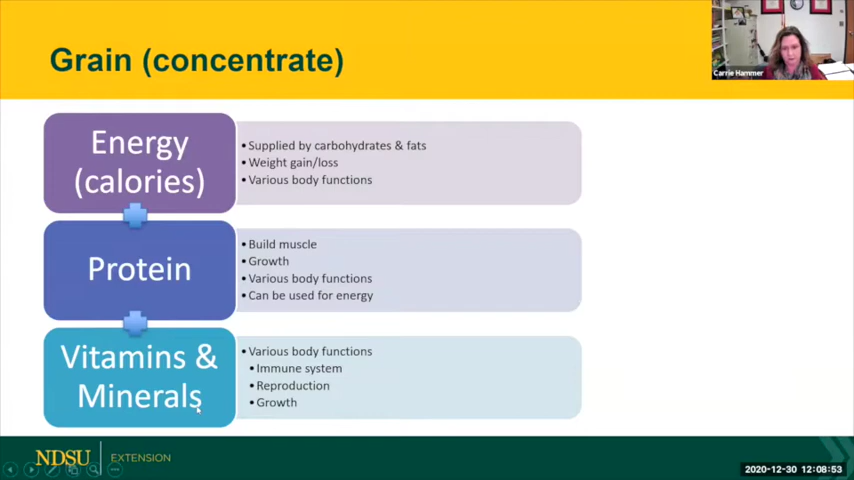 Grain (concentrate)
Carrie Hammer
Energy
(calories)
•Supplied by carbohydrates & fats
•Weight gain/loss
•Various body functions
Protein
•Build muscle
•Growth
•Various body functions
•Can be used for energy
Vitamins &
Minerals
•Various body functions
•Immune system
•Reproduction
•Growth
NDSU EXTENSION
2020-12-30 12:08:53